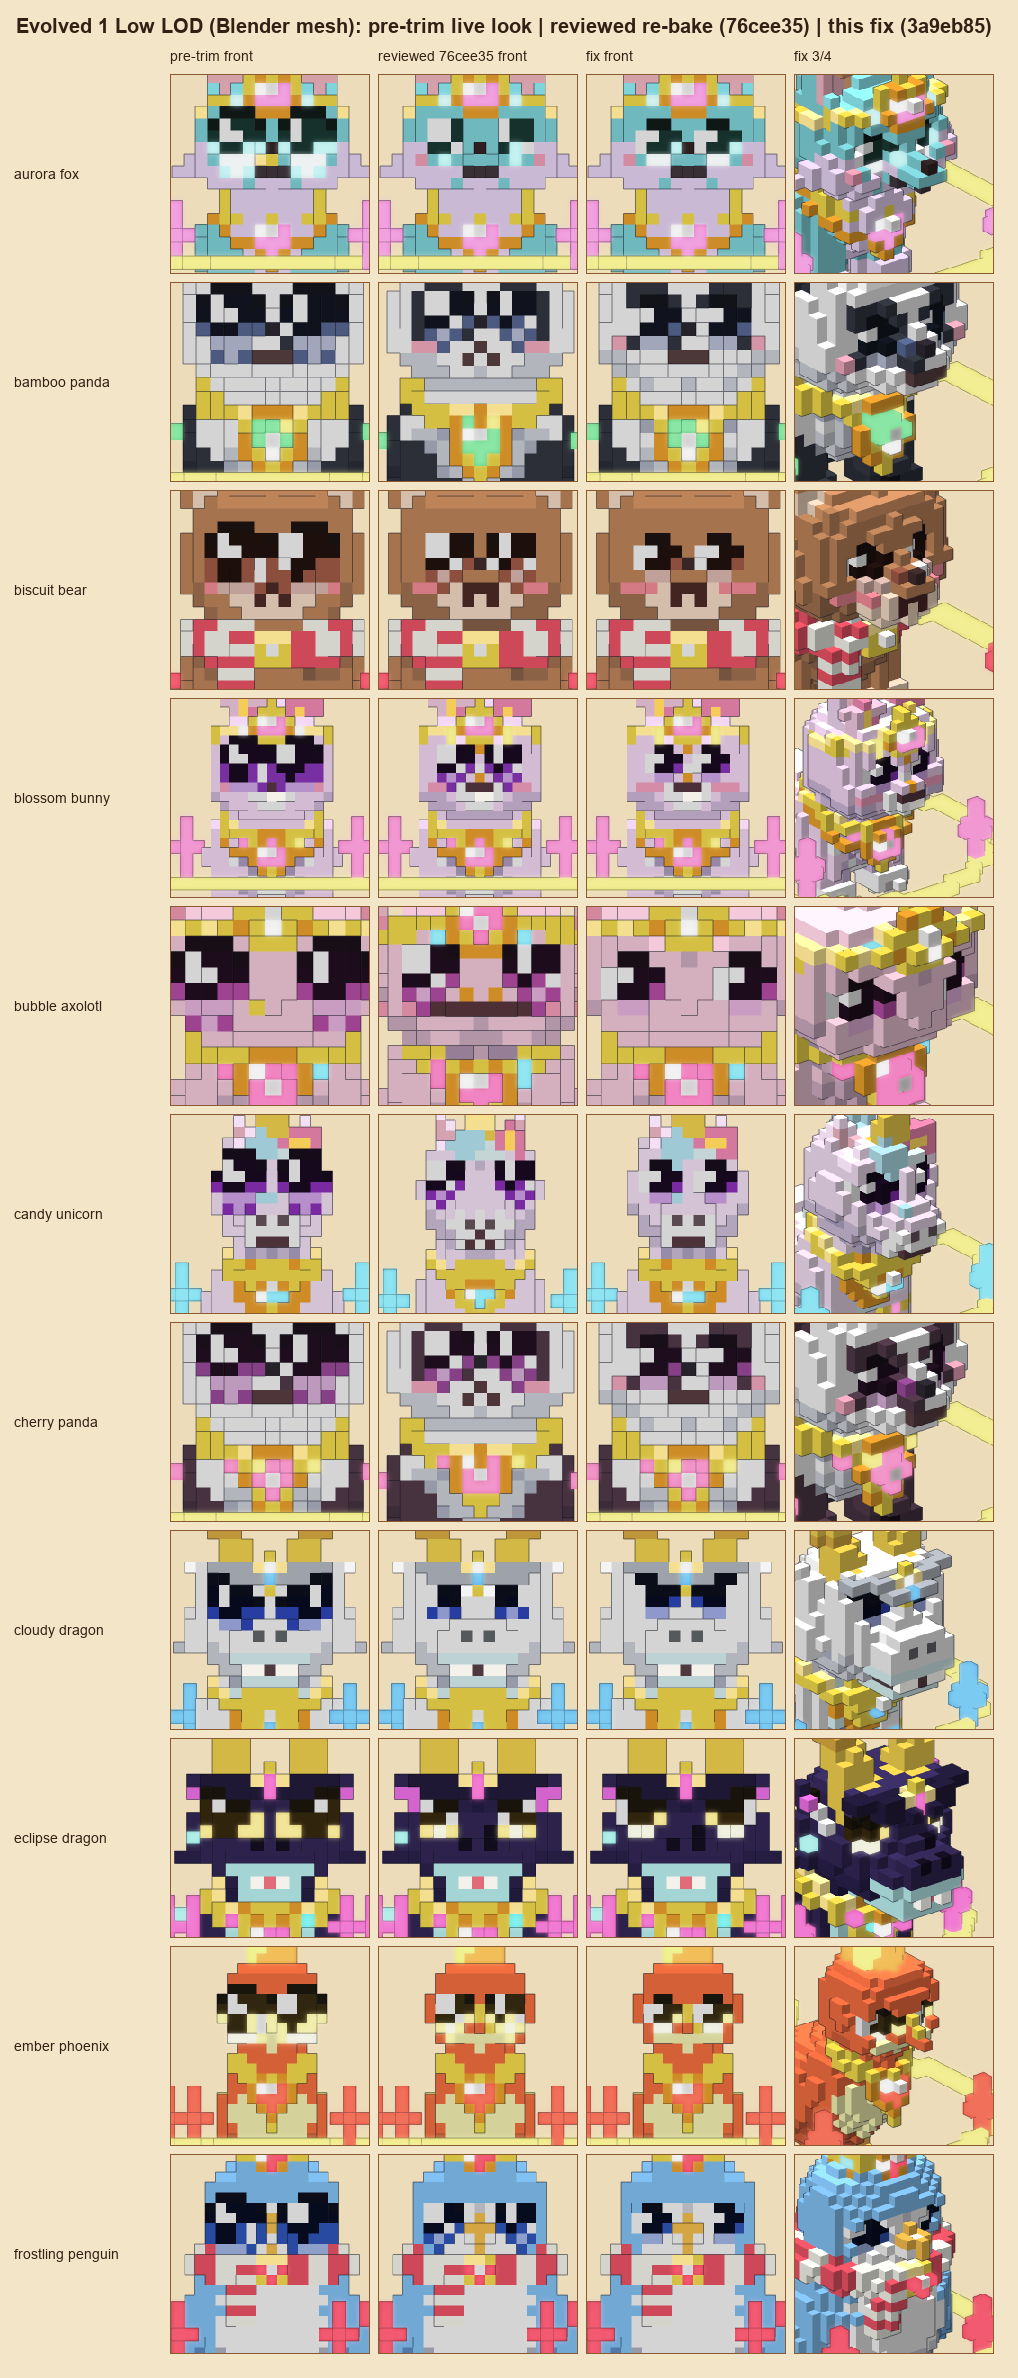 Evolved 1 Low LOD (Blender mesh): pre-trim live look | reviewed re-bake (76cee35) | this fix (3a9eb85)
pre-trim front reviewed 76cee35 front fix front fix 3/4
aurora fox
bamboo panda
biscuit bear
blossom bunny
bubble axolotl
candy unicorn
cherry panda
cloudy dragon
eclipse dragon
ember phoenix
frostling penguin